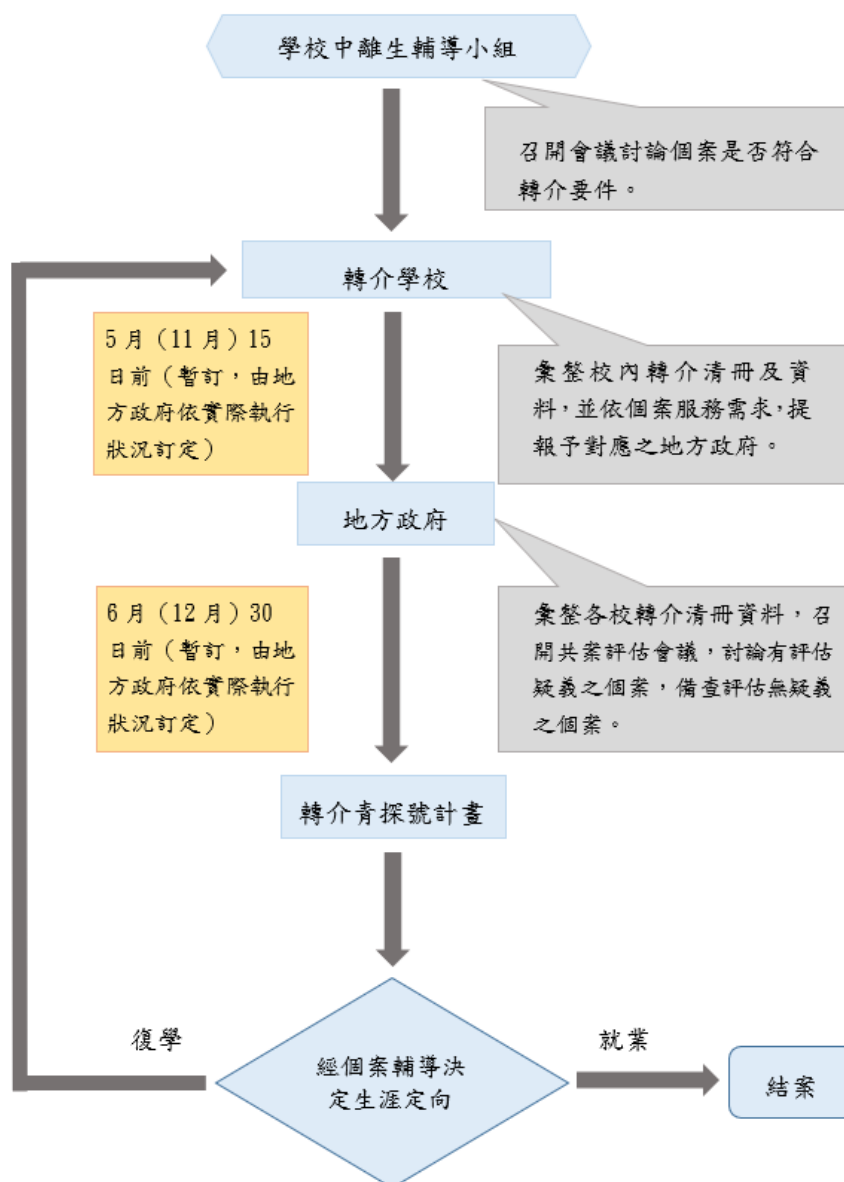 學校中離生輔導小組
召開會議討論個案是否符合
轉介要件。
轉介學校
5月（11月）15
日前（暫訂，由地
方政府依實際執行
狀況訂定）
彙整校內轉介清冊及資
料，並依個案服務需求，提
報予對應之地方政府。
地方政府
6月（12月）30
日前（暫訂，由地
方政府依實際執行
狀況訂定）
彙整各校轉介清冊資料，召
開共案評估會議，討論有評估
疑義之個案，備查評估無疑義
之個案。
轉介青探號計畫
復學
就業
經個案輔導決
定生涯定向
結案